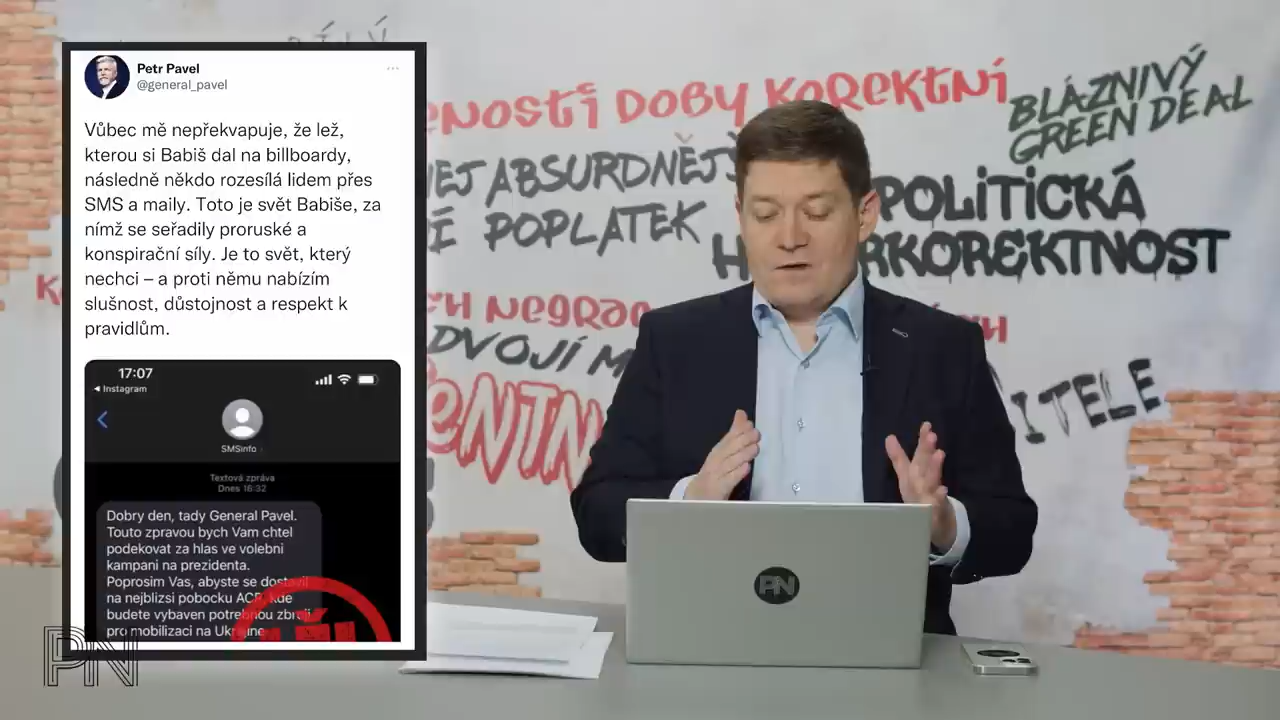 Petr Pavel
@general_pavel
Vůbec mě nepřekvapuje, že lež,
kterou si Babiš dal na billboardy,
následně někdo rozesílá lidem přes
SMS a maily. Toto je svět Babiše, za
nímž se seřadily proruské a
konspirační síly. Je to svět, který
nechci – a proti němu nabízím
slušnost, důstojnost a respekt k
pravidlům.
17:07
Instagram
SMSinfo
Textová zpráva
Dnes 16:32
Dobry den, tady General Pavel.
Touto zpravou bych Vam chtel
podekovat za hlas ve volebni
kampani na prezidenta.
Poprosim Vas, abyste se dostavil
na nejblizsi pobocku ACR, kde
budete vybaven potrebnou zbroji
pro mobilizaci na Ukrajine
PN
DOBY KOREKTNÍ
BLÁZNIVÝ
GREEN DEAL
POPLATEK
POLITICKÁ
DVOJÍ
PN